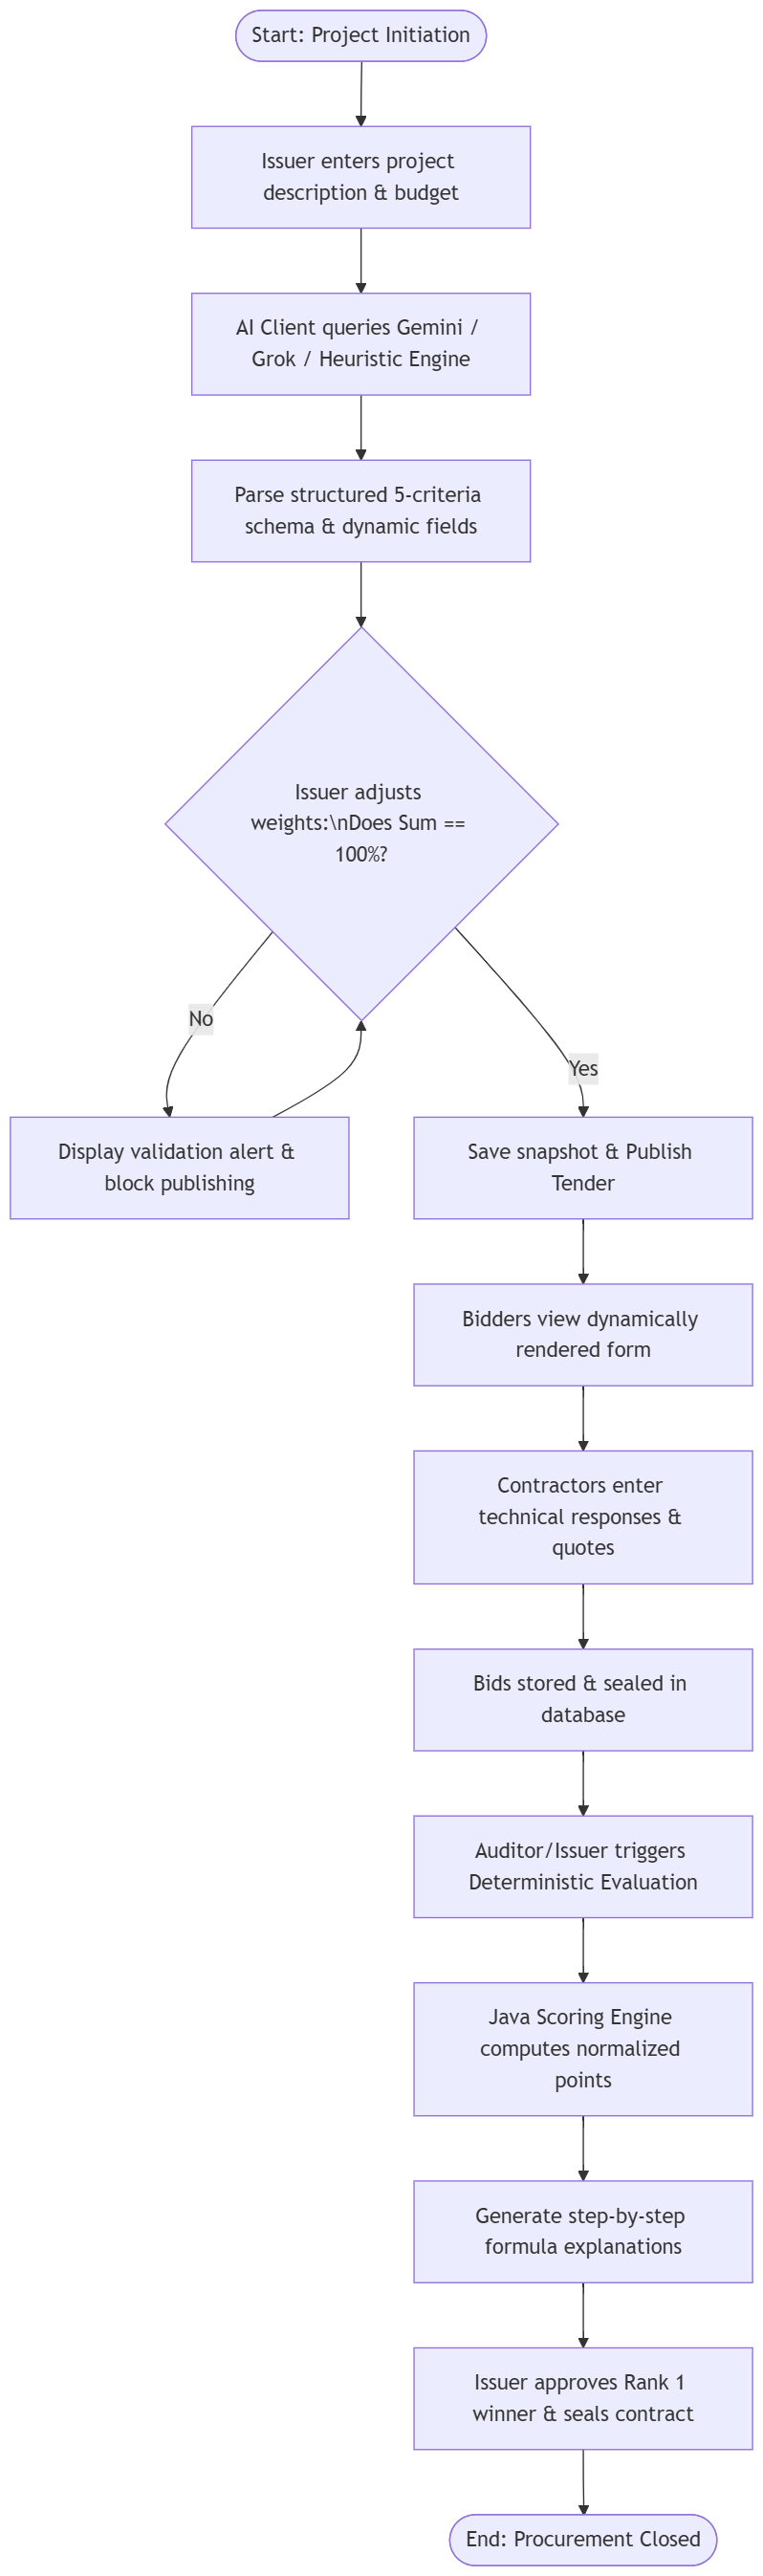 Start: Project Initiation
Issuer enters project
description & budget
AI Client queries Gemini /
Grok / Heuristic Engine
Parse structured 5-criteria
schema & dynamic fields
Issuer adjusts
weights:\nDoes Sum ==
100%?
No
Yes
Display validation alert &
block publishing
Save snapshot & Publish
Tender
Bidders view dynamically
rendered form
Contractors enter
technical responses &
quotes
Bids stored & sealed in
database
Auditor/Issuer triggers
Deterministic Evaluation
Java Scoring Engine
computes normalized
points
Generate step-by-step
formula explanations
Issuer approves Rank 1
winner & seals contract
End: Procurement Closed